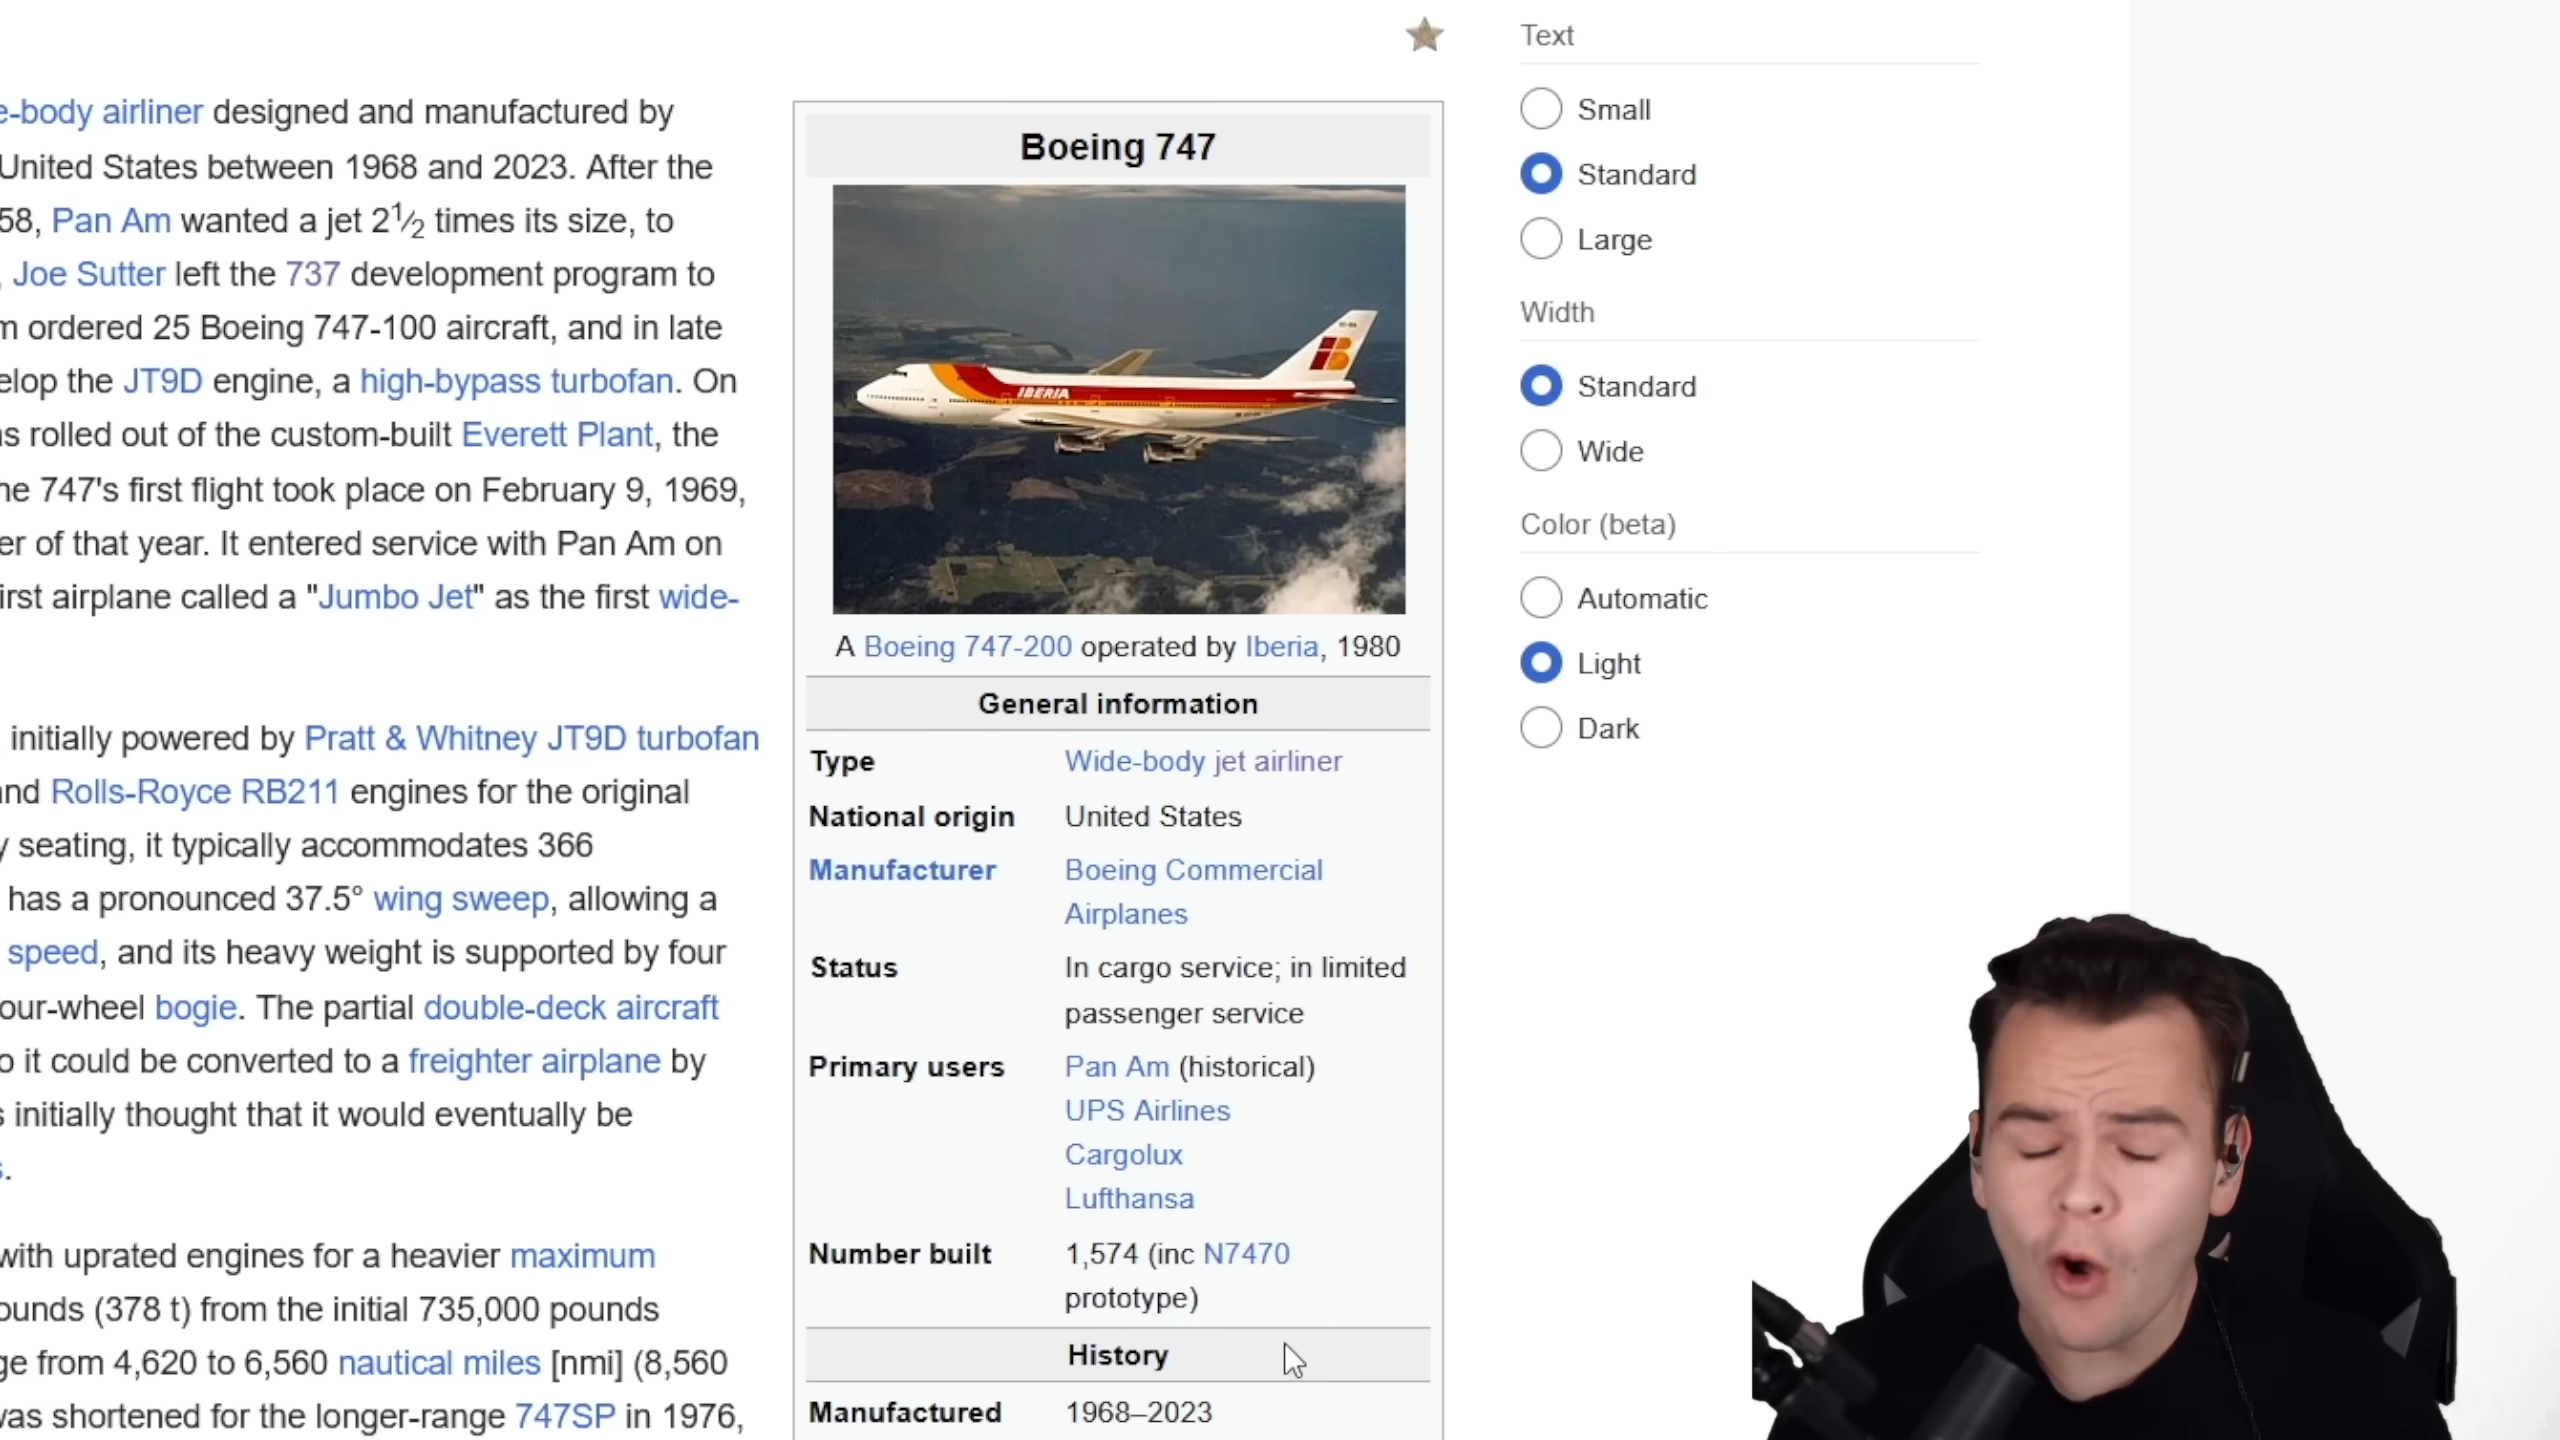 e-body airliner designed and manufactured by
United States between 1968 and 2023. After the
58, Pan Am wanted a jet 2 1⁄2 times its size, to
, Joe Sutter left the 737 development program to
m ordered 25 Boeing 747-100 aircraft, and in late
elop the JT9D engine, a high-bypass turbofan. On
as rolled out of the custom-built Everett Plant, the
he 747's first flight took place on February 9, 1969,
er of that year. It entered service with Pan Am on
irst airplane called a "Jumbo Jet" as the first wide-
initially powered by Pratt & Whitney JT9D turbofan
and Rolls-Royce RB211 engines for the original
y seating, it typically accommodates 366
has a pronounced 37.5° wing sweep, allowing a
speed, and its heavy weight is supported by four
our-wheel bogie. The partial double-deck aircraft
o it could be converted to a freighter airplane by
s initially thought that it would eventually be
s.
with uprated engines for a heavier maximum
ounds (378 t) from the initial 735,000 pounds
ge from 4,620 to 6,560 nautical miles [nmi] (8,560
was shortened for the longer-range 747SP in 1976,
Boeing 747
IBERIA
A Boeing 747-200 operated by Iberia, 1980
General information
Type Wide-body jet airliner
National origin United States
Manufacturer Boeing Commercial
Airplanes
Status In cargo service; in limited
passenger service
Primary users Pan Am (historical)
UPS Airlines
Cargolux
Lufthansa
Number built 1,574 (inc N7470
prototype)
History
Manufactured 1968–2023
Text
Small
Standard
Large
Width
Standard
Wide
Color (beta)
Automatic
Light
Dark